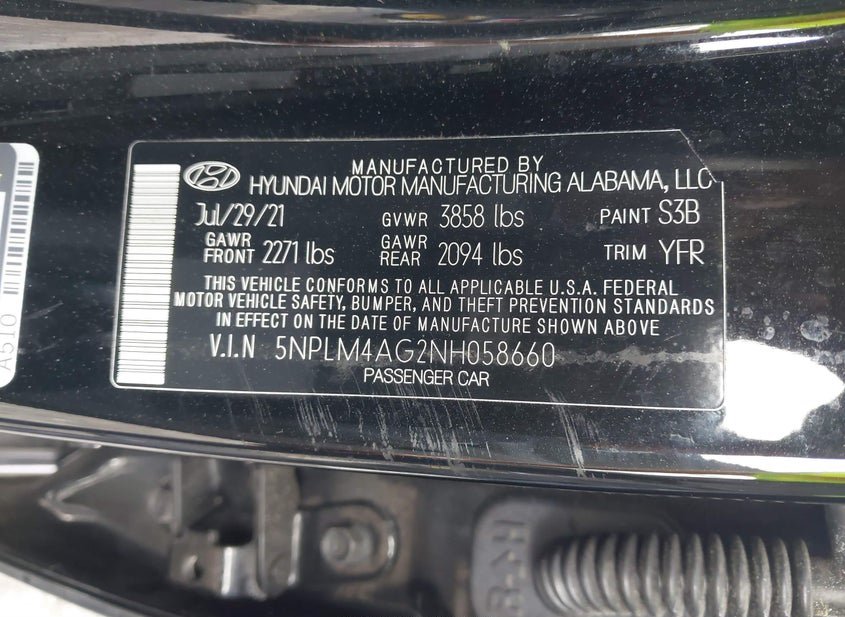 MANUFACTURED BY
HYUNDAI MOTOR MANUFACTURING ALABAMA, LLC
Jul/29/21 GVWR 3858 lbs PAINT S3B
GAWR FRONT 2271 lbs GAWR REAR 2094 lbs TRIM YFR
THIS VEHICLE CONFORMS TO ALL APPLICABLE U.S.A. FEDERAL
MOTOR VEHICLE SAFETY, BUMPER, AND THEFT PREVENTION STANDARDS
IN EFFECT ON THE DATE OF MANUFACTURE SHOWN ABOVE
V.I.N 5NPLM4AG2NH058660
PASSENGER CAR
A510
R->H